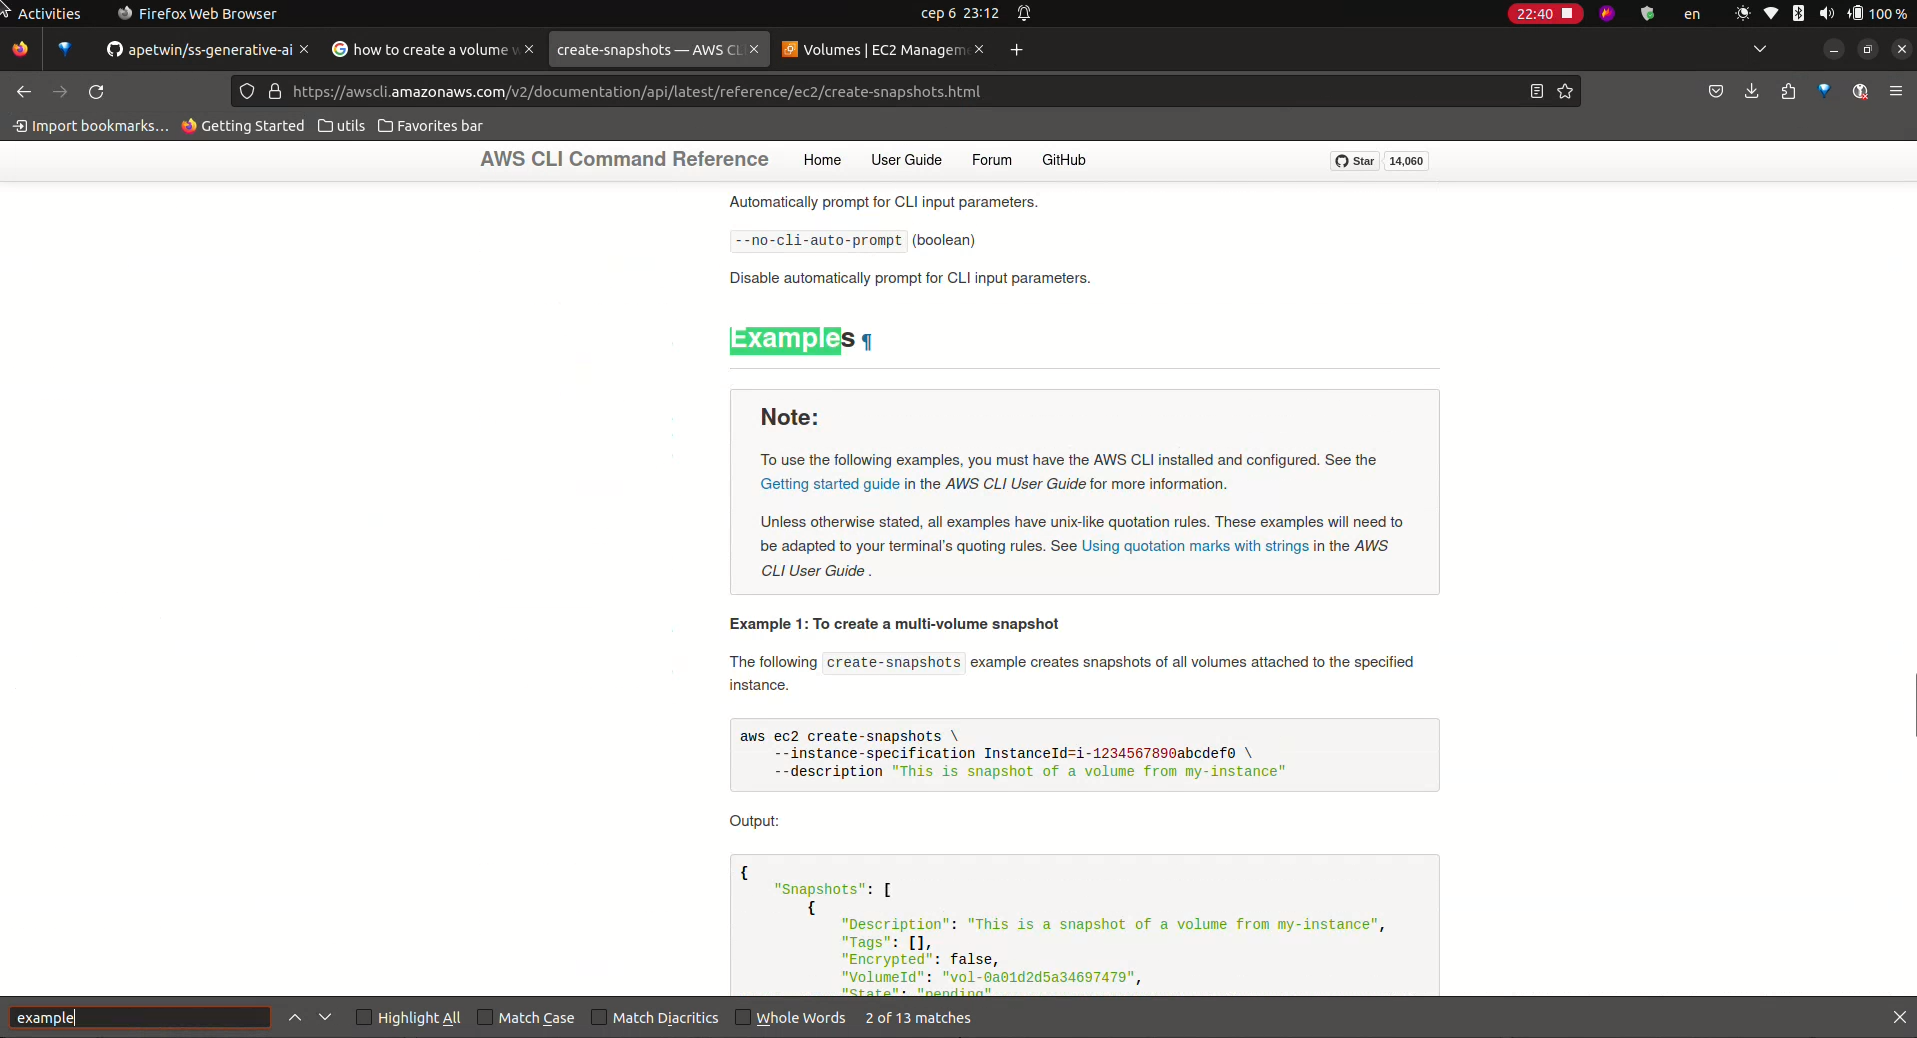 Activities
Firefox Web Browser
сер 6 23:12
22:40
en
100 %
apetwin/ss-generative-ai
how to create a volume
create-snapshots — AWS CL
Volumes | EC2 Managem
https://awscli.amazonaws.com/v2/documentation/api/latest/reference/ec2/create-snapshots.html
Import bookmarks...
Getting Started
utils
Favorites bar
AWS CLI Command Reference
Home
User Guide
Forum
GitHub
Star
14,060
Automatically prompt for CLI input parameters.
--no-cli-auto-prompt (boolean)
Disable automatically prompt for CLI input parameters.
Examples ¶
Note:
To use the following examples, you must have the AWS CLI installed and configured. See the
Getting started guide in the AWS CLI User Guide for more information.
Unless otherwise stated, all examples have unix-like quotation rules. These examples will need to
be adapted to your terminal’s quoting rules. See Using quotation marks with strings in the AWS
CLI User Guide .
Example 1: To create a multi-volume snapshot
The following create-snapshots example creates snapshots of all volumes attached to the specified
instance.
aws ec2 create-snapshots \
--instance-specification InstanceId=i-1234567890abcdef0 \
--description "This is snapshot of a volume from my-instance"
Output:
{
"Snapshots": [
{
"Description": "This is a snapshot of a volume from my-instance",
"Tags": [],
"Encrypted": false,
"VolumeId": "vol-0a01d2d5a34697479",
"State": "pending"
example
Highlight All
Match Case
Match Diacritics
Whole Words
2 of 13 matches